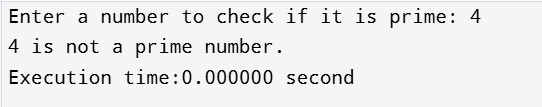 Enter a number to check if it is prime: 4
4 is not a prime number.
Execution time:0.000000 second